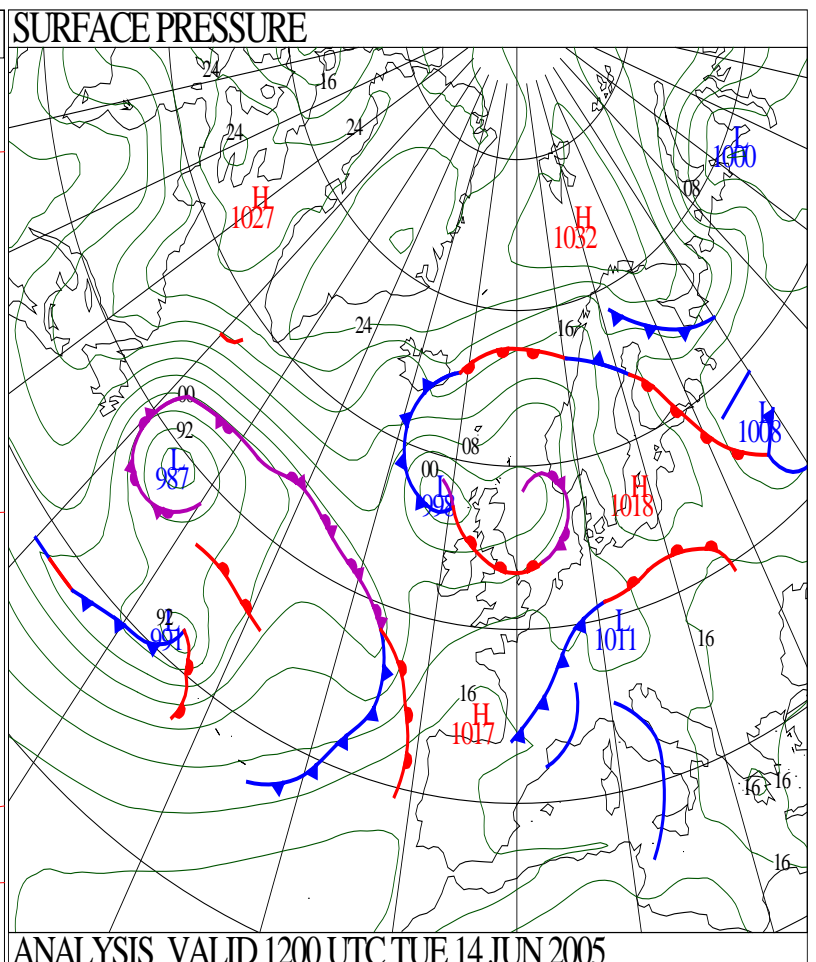 SURFACE PRESSURE
24
16
24
24
L
1000
08
H
1027
H
1032
24
16
00
92
L
987
08
00
L
998
L
1008
H
1018
92
L
991
L
1011
16
16
H
1017
16
16
16
ANALYSIS VALID 1200 UTC TUE 14 JUN 2005